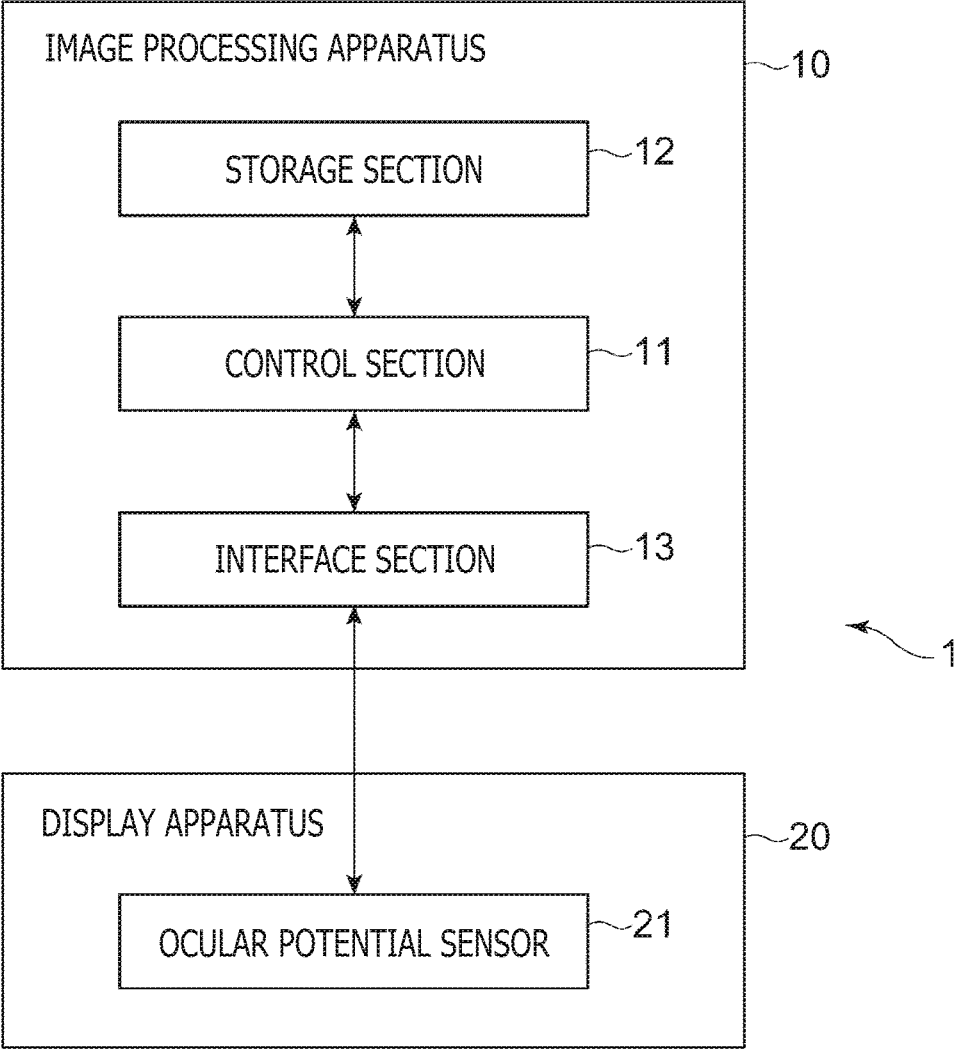 IMAGE PROCESSING APPARATUS
10
STORAGE SECTION
12
CONTROL SECTION
11
INTERFACE SECTION
13
1
DISPLAY APPARATUS
20
OCULAR POTENTIAL SENSOR
21